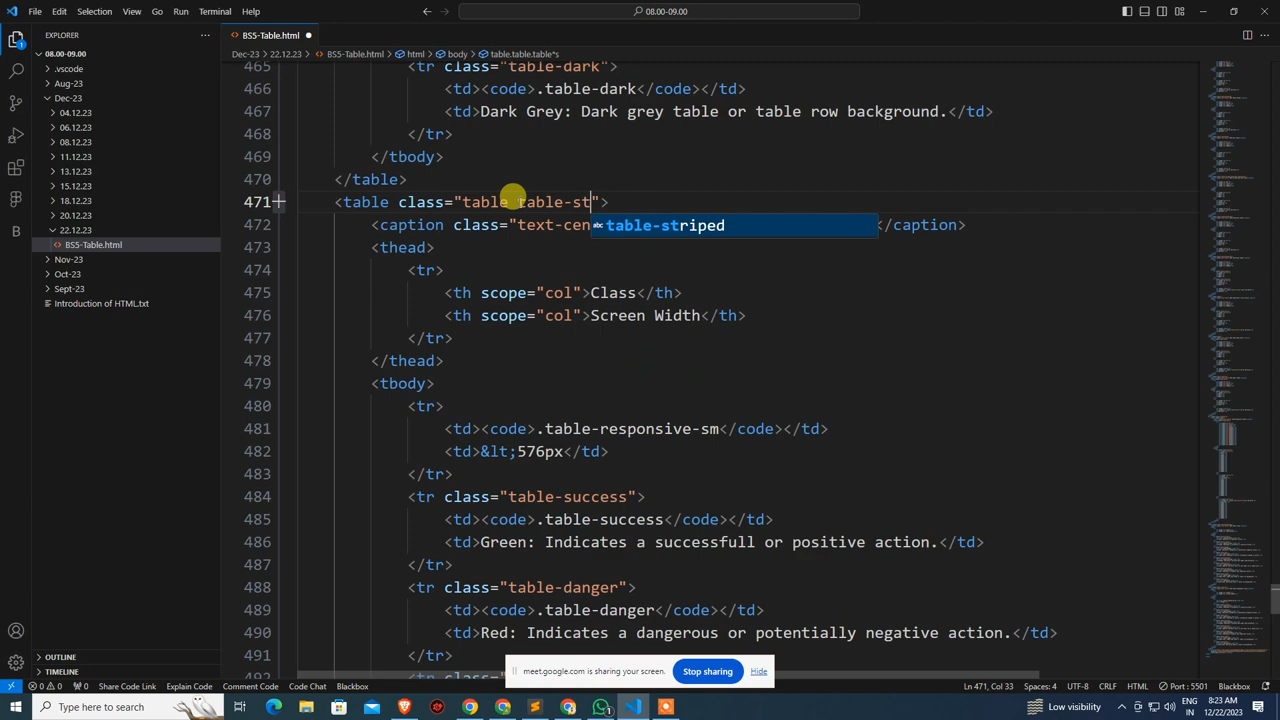 File Edit Selection View Go Run Terminal Help
08.00-09.00
EXPLORER
BS5-Table.html
08.00-09.00
Dec-23 > 22.12.23 > BS5-Table.html > html > body > table.table.table*s
.vscode
Aug-23
Dec-23
04.12.23
06.12.23
08.12.23
11.12.23
13.12.23
15.12.23
18.12.23
20.12.23
22.12.23
BS5-Table.html
Nov-23
Oct-23
Sept-23
Introduction of HTML.txt
OUTLINE
TIMELINE
465 <tr class="table-dark">
466 <td><code>.table-dark</code></td>
467 <td>Dark Grey: Dark grey table or table row background.</td>
468 </tr>
469 </tbody>
470 </table>
471 <table class="table table-st">
472 <caption class="text-cen </caption>
table-striped
473 <thead>
474 <tr>
475 <th scope="col">Class</th>
476 <th scope="col">Screen Width</th>
477 </tr>
478 </thead>
479 <tbody>
480 <tr>
481 <td><code>.table-responsive-sm</code></td>
482 <td>&lt;576px</td>
483 </tr>
484 <tr class="table-success">
485 <td><code>.table-success</code></td>
486 <td>Green: Indicates a successfull or positive action.</td>
487 </tr>
488 <tr class="table-danger">
489 <td><code>.table-danger</code></td>
490 <td>Red: Indicates a dangerous or potentially negative action.</td>
491 </tr>
492
meet.google.com is sharing your screen.
Stop sharing
Hide
0 0 0 Share Code Link Explain Code Comment Code Code Chat Blackbox
Ln 471, Col 33 Spaces: 4 UTF-8 CRLF HTML Port : 5501 Blackbox
Type here to search
1
Low visibility
ENG
IN
8:23 AM
12/22/2023